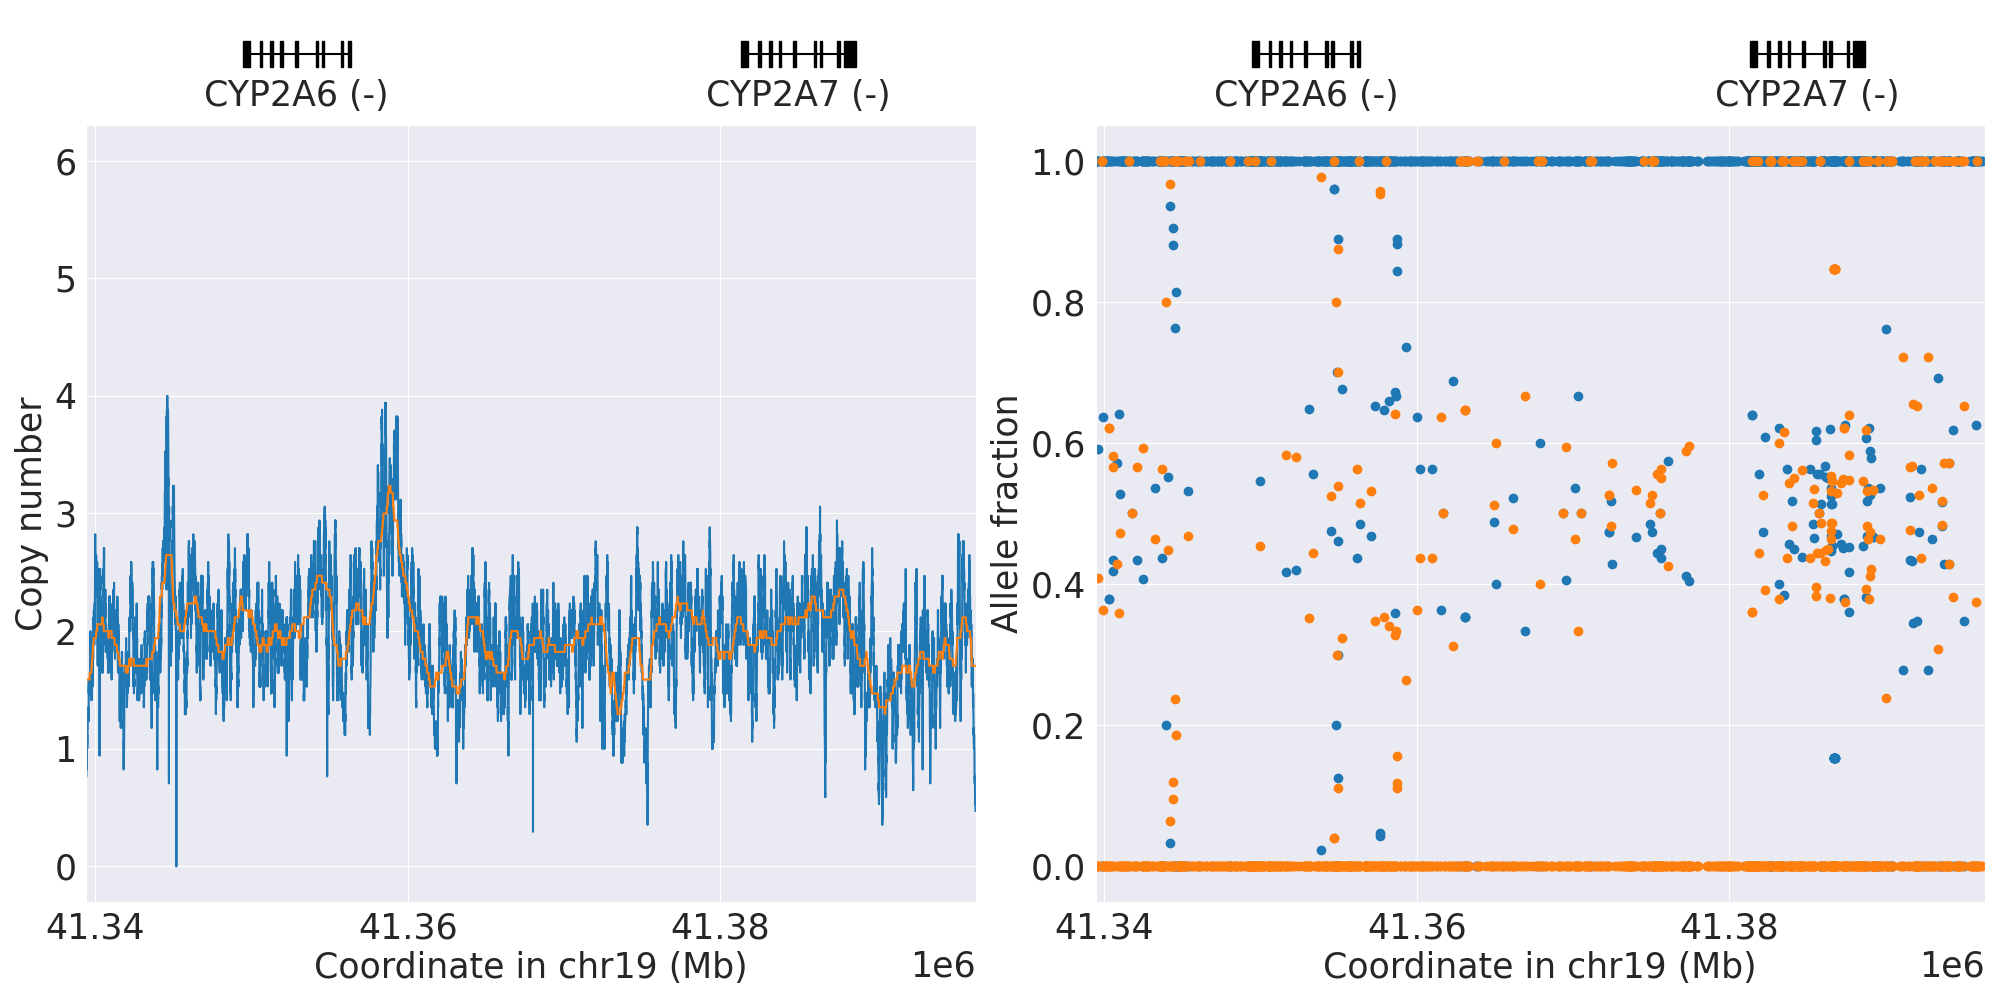 CYP2A6 (-) CYP2A7 (-)
6
5
4
3
2
1
0
Copy number
41.34 41.36 41.38
Coordinate in chr19 (Mb) 1e6
CYP2A6 (-) CYP2A7 (-)
1.0
0.8
0.6
0.4
0.2
0.0
Allele fraction
41.34 41.36 41.38
Coordinate in chr19 (Mb) 1e6